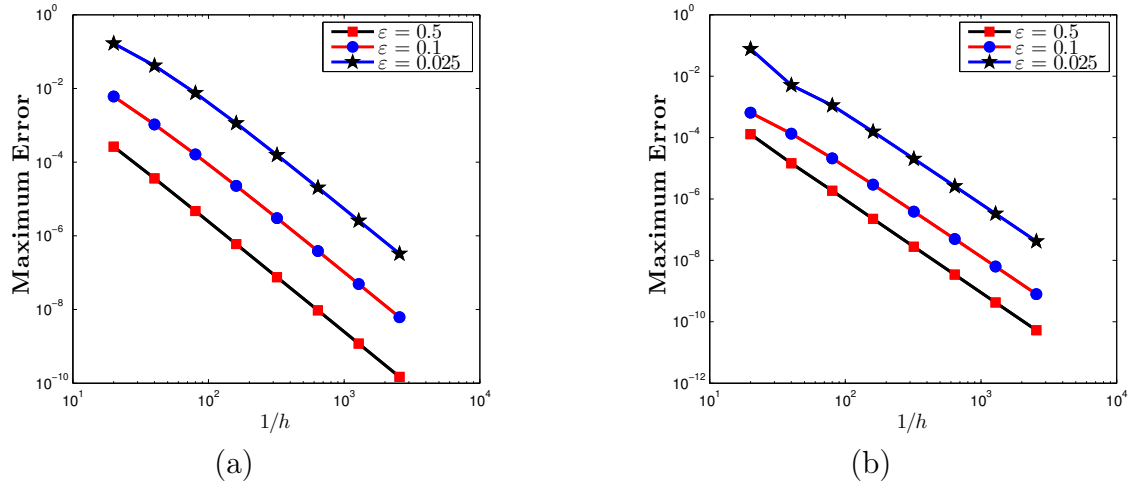 10^0
10^{-2}
10^{-4}
10^{-6}
10^{-8}
10^{-10}
Maximum Error
ε = 0.5
ε = 0.1
ε = 0.025
10^1
10^2
10^3
10^4
1/h
(a)
10^0
10^{-2}
10^{-4}
10^{-6}
10^{-8}
10^{-10}
10^{-12}
Maximum Error
ε = 0.5
ε = 0.1
ε = 0.025
10^1
10^2
10^3
10^4
1/h
(b)